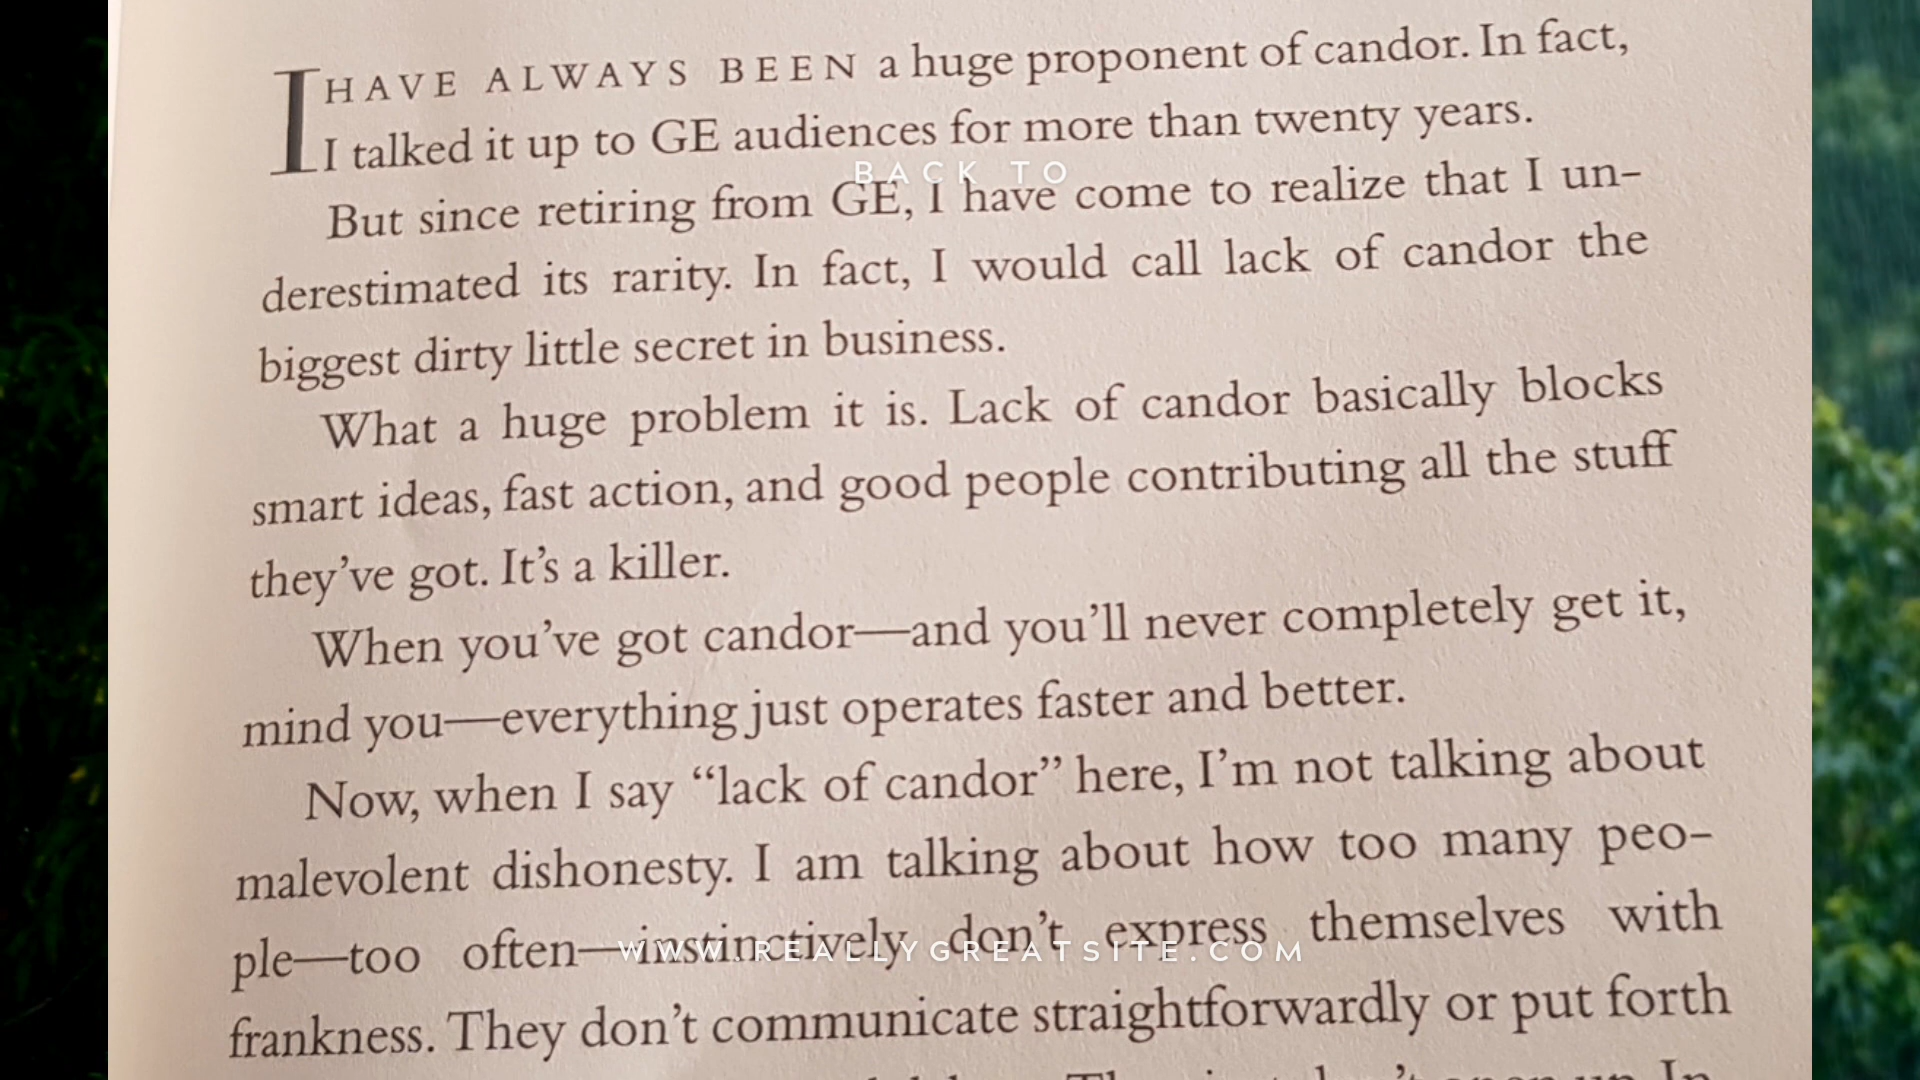 I HAVE ALWAYS BEEN a huge proponent of candor. In fact,
I talked it up to GE audiences for more than twenty years.
BACK TO
But since retiring from GE, I have come to realize that I un-
derestimated its rarity. In fact, I would call lack of candor the
biggest dirty little secret in business.
What a huge problem it is. Lack of candor basically blocks
smart ideas, fast action, and good people contributing all the stuff
they've got. It's a killer.
When you've got candor—and you'll never completely get it,
mind you—everything just operates faster and better.
Now, when I say “lack of candor” here, I'm not talking about
malevolent dishonesty. I am talking about how too many peo-
ple—too often—instinctively don't express themselves with
WWW.REALLYGREATSITE.COM
frankness. They don't communicate straightforwardly or put forth